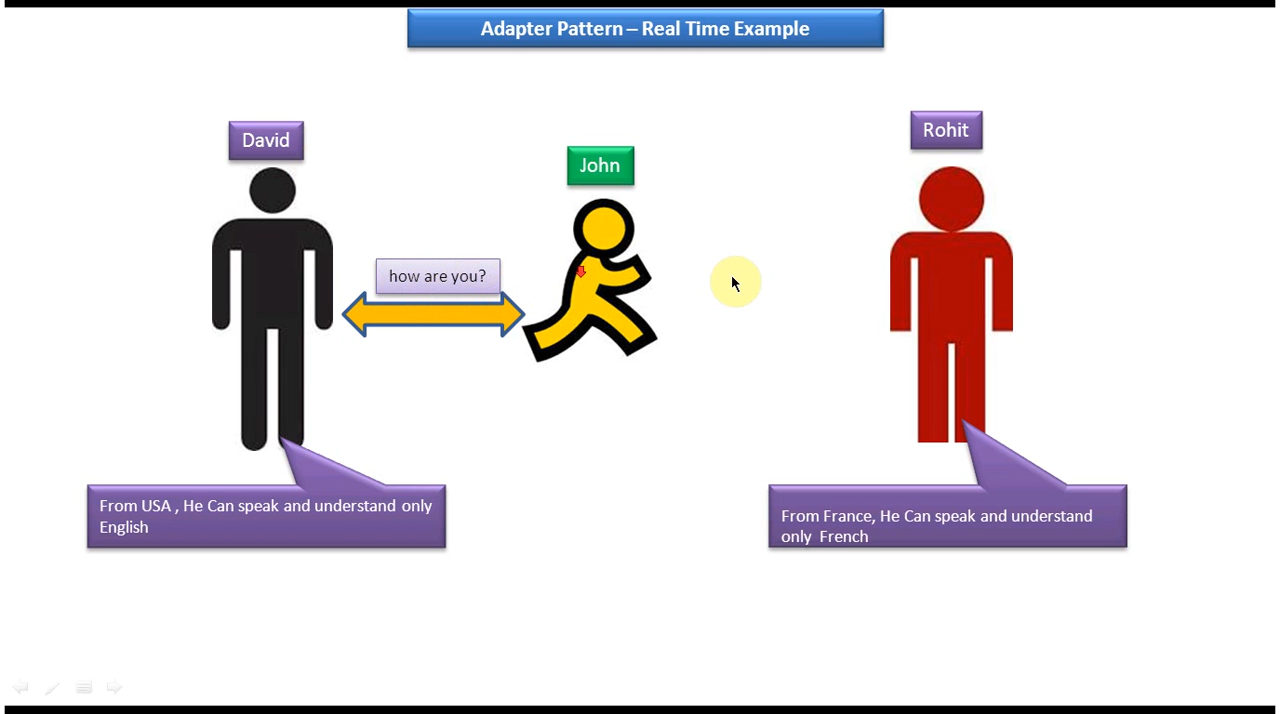 Adapter Pattern – Real Time Example
David
John
Rohit
how are you?
From USA , He Can speak and understand only
English
From France, He Can speak and understand
only French